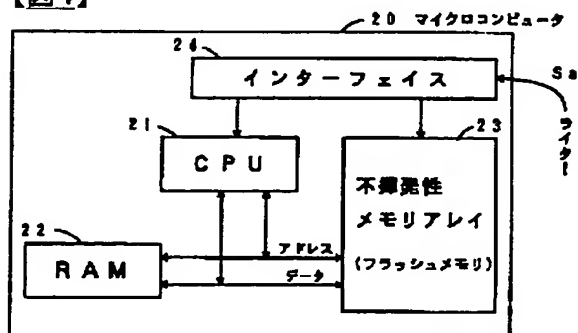 20 マイクロコンピュータ
24
インターフェイス
Sa
ライター
21
CPU
23
不揮発性
メモリアレイ
(フラッシュメモリ)
22
RAM
アドレス
データ